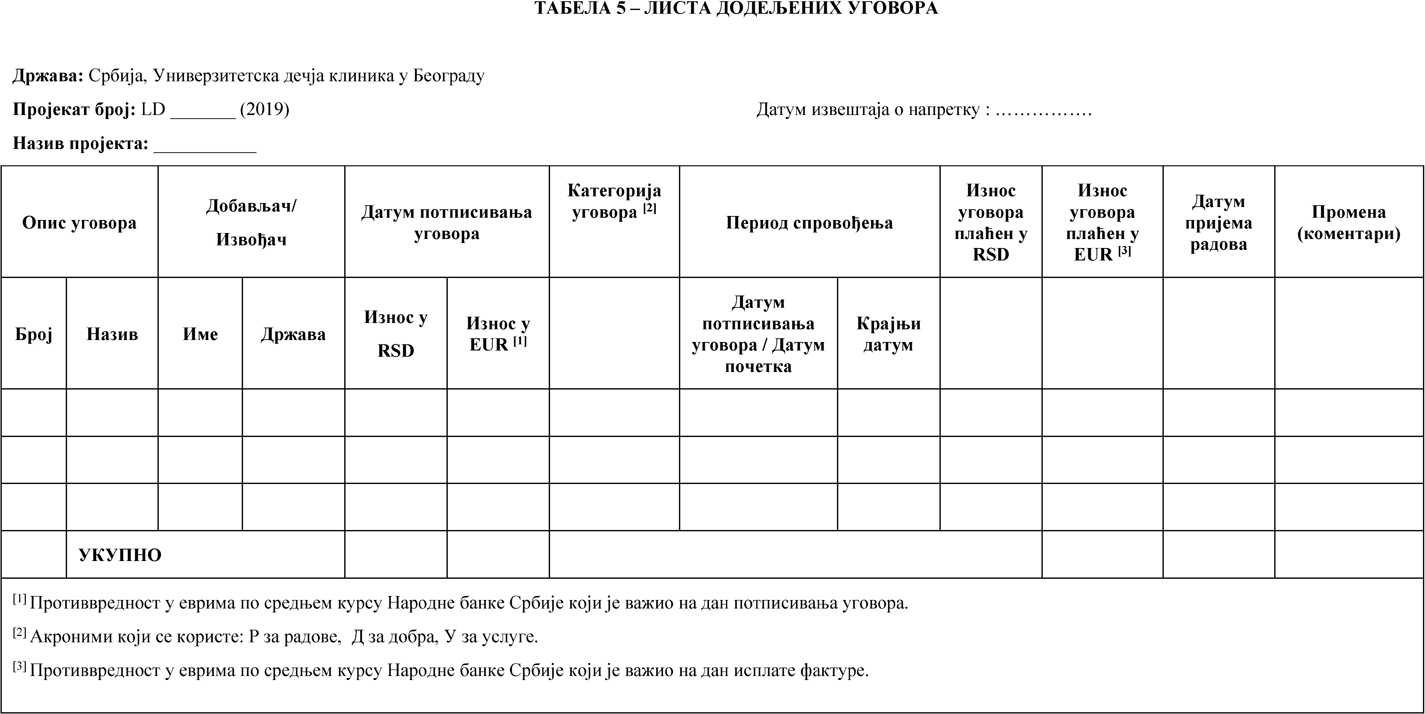 ТАБЕЛА 5 – ЛИСТА ДОДЕЉЕНИХ УГОВОРА
Држава: Србија, Универзитетска дечја клиника у Београду
Пројекат број: LD _______ (2019)
Датум извештаја о напретку : …………….
Назив пројекта: ___________
Опис уговора
Добављач/
Извођач
Датум потписивања
уговора
Категорија
уговора [2]
Период спровођења
Износ
уговора
плаћен у
RSD
Износ
уговора
плаћен у
EUR [3]
Датум
пријема
радова
Промена
(коментари)
Број
Назив
Име
Држава
Износ у
RSD
Износ у
EUR [1]
Датум
потписивања
уговора / Датум
почетка
Крајњи
датум
УКУПНО
[1] Противвредност у еврима по средњем курсу Народне банке Србије који је важио на дан потписивања уговора.
[2] Акроними који се користе: Р за радове, Д за добра, У за услуге.
[3] Противвредност у еврима по средњем курсу Народне банке Србије који је важио на дан исплате фактуре.